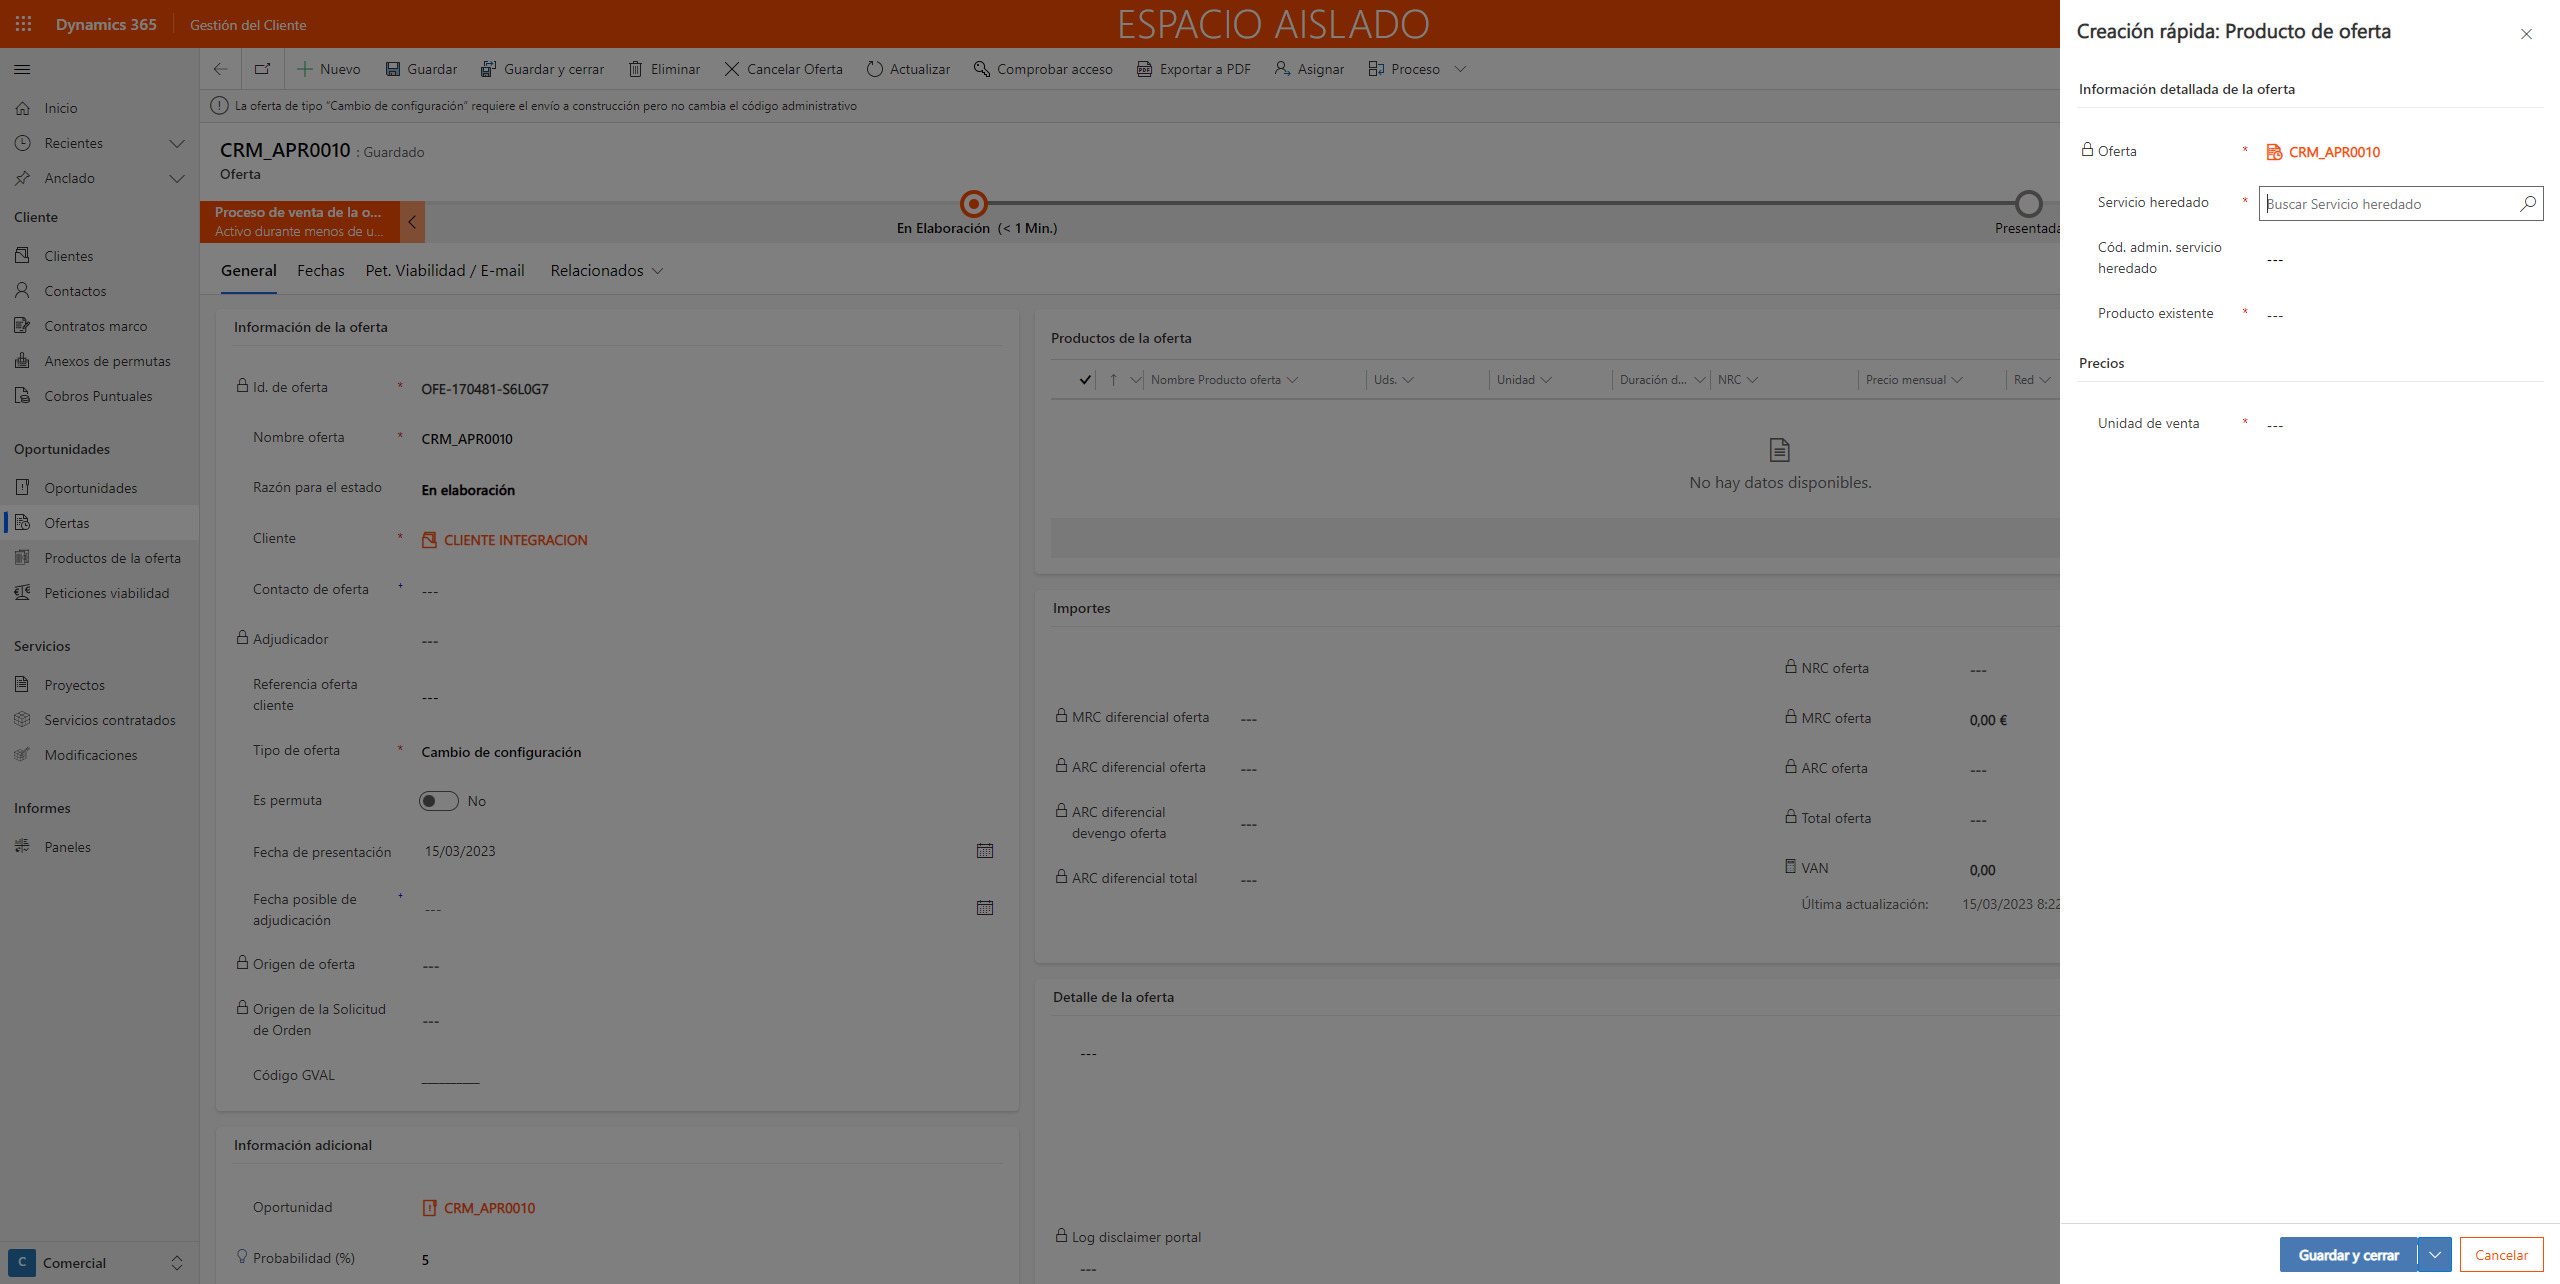 Dynamics 365
Gestión del Cliente
ESPACIO AISLADO
Nuevo
Guardar
Guardar y cerrar
Eliminar
Cancelar Oferta
Actualizar
Comprobar acceso
Exportar a PDF
Asignar
Proceso
La oferta de tipo "Cambio de configuración" requiere el envío a construcción pero no cambia el código administrativo
Inicio
Recientes
Anclado
Cliente
Clientes
Contactos
Contratos marco
Anexos de permutas
Cobros Puntuales
Oportunidades
Oportunidades
Ofertas
Productos de la oferta
Peticiones viabilidad
Servicios
Proyectos
Servicios contratados
Modificaciones
Informes
Paneles
C Comercial
CRM_APR0010 : Guardado
Oferta
Proceso de venta de la o...
Activo durante menos de u...
En Elaboración (< 1 Min.)
Presentada
General
Fechas
Pet. Viabilidad / E-mail
Relacionados
Información de la oferta
Id. de oferta * OFE-170481-S6L0G7
Nombre oferta * CRM_APR0010
Razón para el estado En elaboración
Cliente * CLIENTE INTEGRACION
Contacto de oferta + ---
Adjudicador ---
Referencia oferta
cliente ---
Tipo de oferta * Cambio de configuración
Es permuta No
Fecha de presentación 15/03/2023
Fecha posible de
adjudicación + ---
Origen de oferta ---
Origen de la Solicitud
de Orden ---
Código GVAL __________
Información adicional
Oportunidad CRM_APR0010
Probabilidad (%) 5
Productos de la oferta
Nombre Producto oferta Uds. Unidad Duración d... NRC Precio mensual Red
No hay datos disponibles.
Importes
NRC oferta ---
MRC diferencial oferta --- MRC oferta 0,00 €
ARC diferencial oferta --- ARC oferta ---
ARC diferencial
devengo oferta --- Total oferta ---
ARC diferencial total --- VAN 0,00
Última actualización: 15/03/2023 8:22
Detalle de la oferta
---
Log disclaimer portal
---
Creación rápida: Producto de oferta
Información detallada de la oferta
Oferta * CRM_APR0010
Servicio heredado * Buscar Servicio heredado
Cód. admin. servicio
heredado ---
Producto existente * ---
Precios
Unidad de venta * ---
Guardar y cerrar
Cancelar